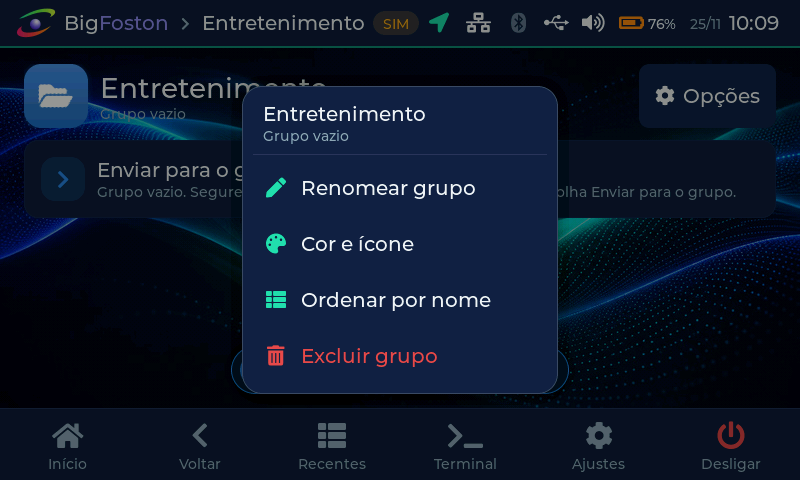 BigFoston > Entretenimento SIM 76% 25/11 10:09
Entretenimento
Grupo vazio
Opções
Enviar para o g
Grupo vazio. Segure
olha Enviar para o grupo.
Entretenimento
Grupo vazio
Renomear grupo
Cor e ícone
Ordenar por nome
Excluir grupo
Início Voltar Recentes Terminal Ajustes Desligar